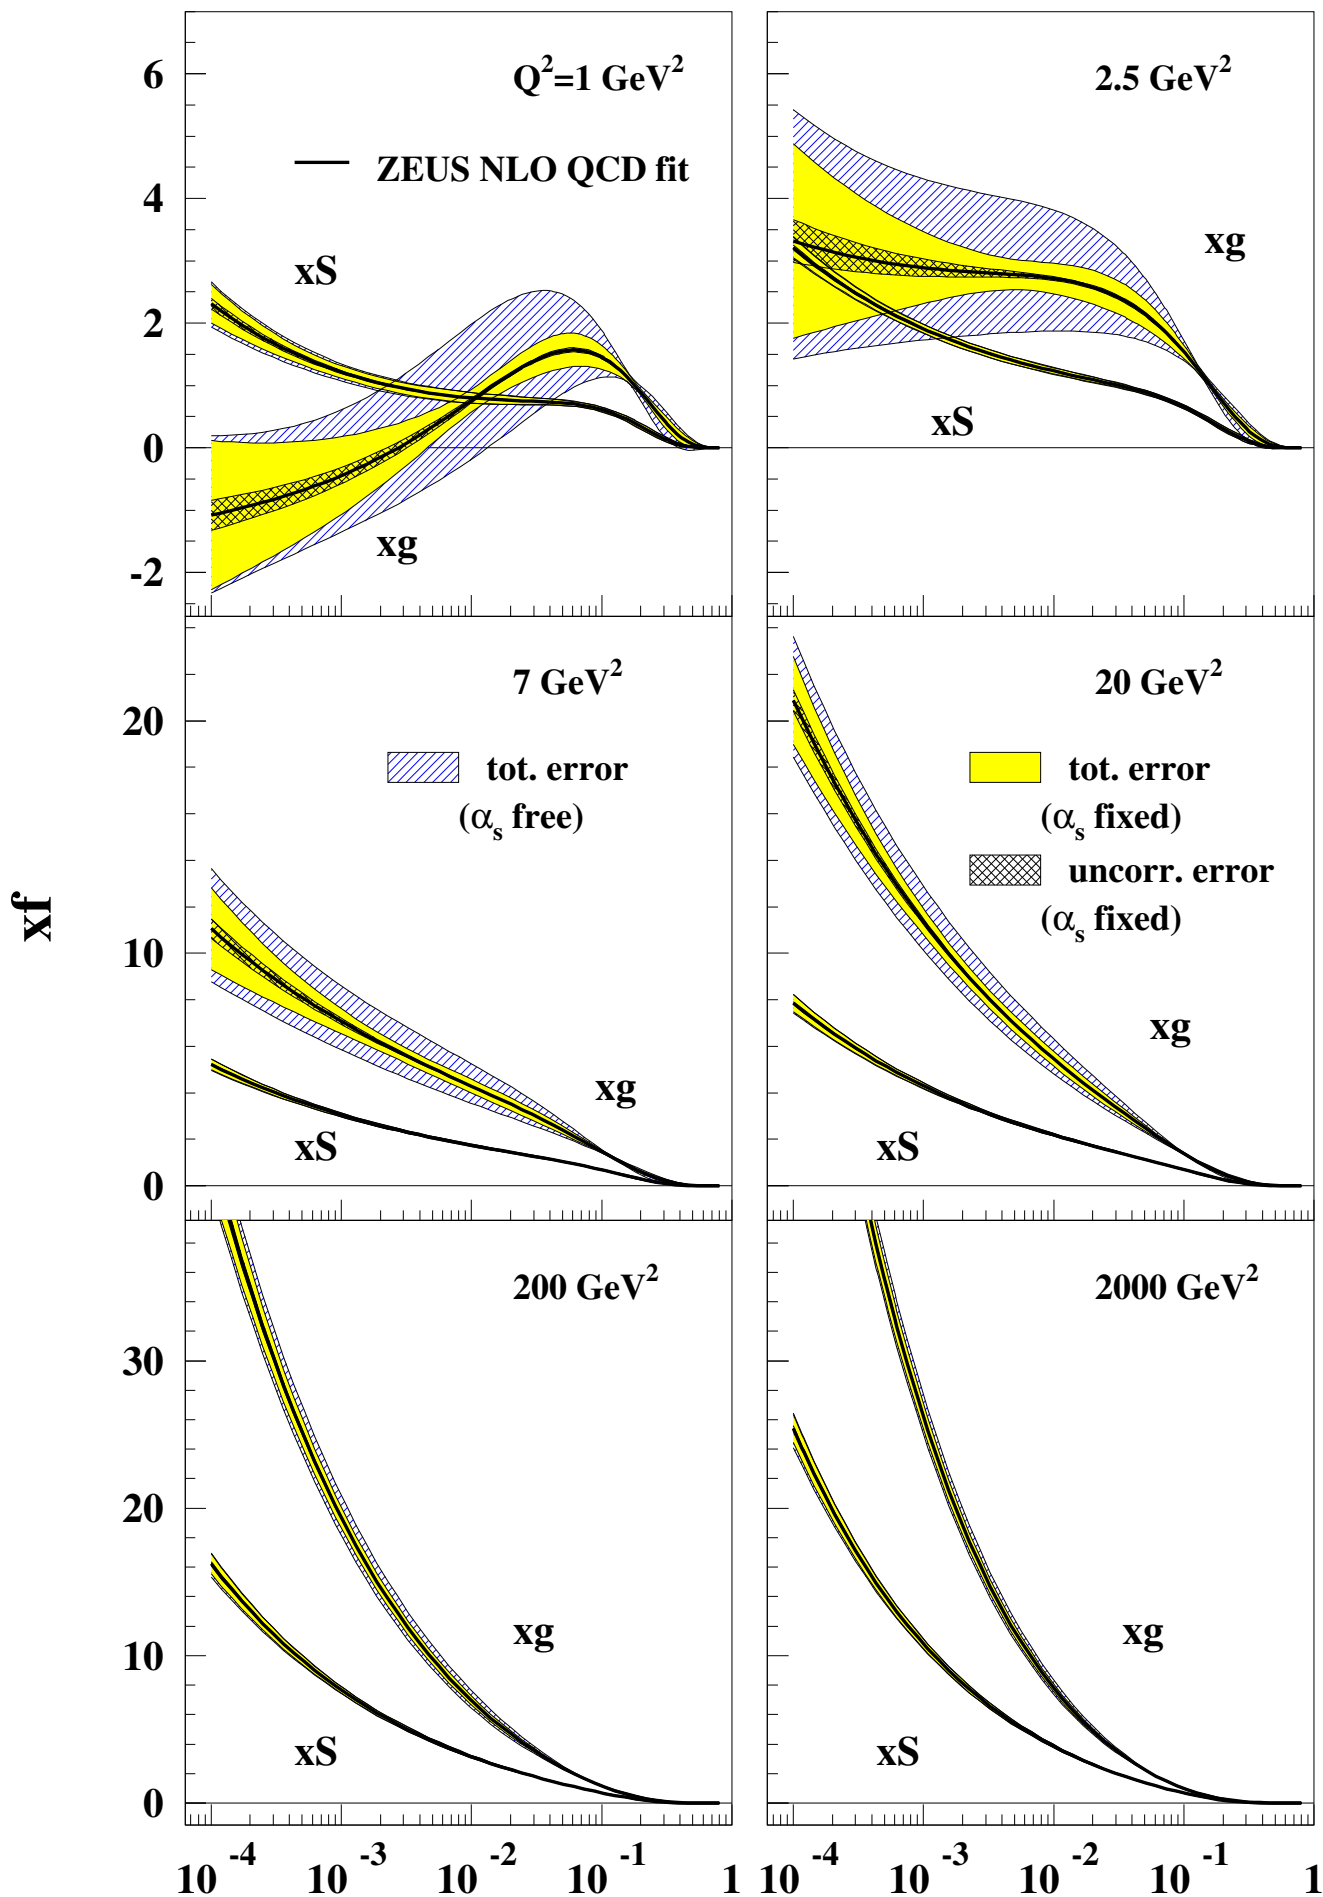 Q²=1 GeV²
2.5 GeV²
6
ZEUS NLO QCD fit
4
xS
xg
2
xS
0
xg
-2
7 GeV²
20 GeV²
20
tot. error
(αₛ free)
tot. error
(αₛ fixed)
uncorr. error
(αₛ fixed)
xf
10
xg
xg
xS
xS
0
200 GeV²
2000 GeV²
30
20
xg
xg
10
xS
xS
0
10⁻⁴ 10⁻³ 10⁻² 10⁻¹ 1 10⁻⁴ 10⁻³ 10⁻² 10⁻¹ 1